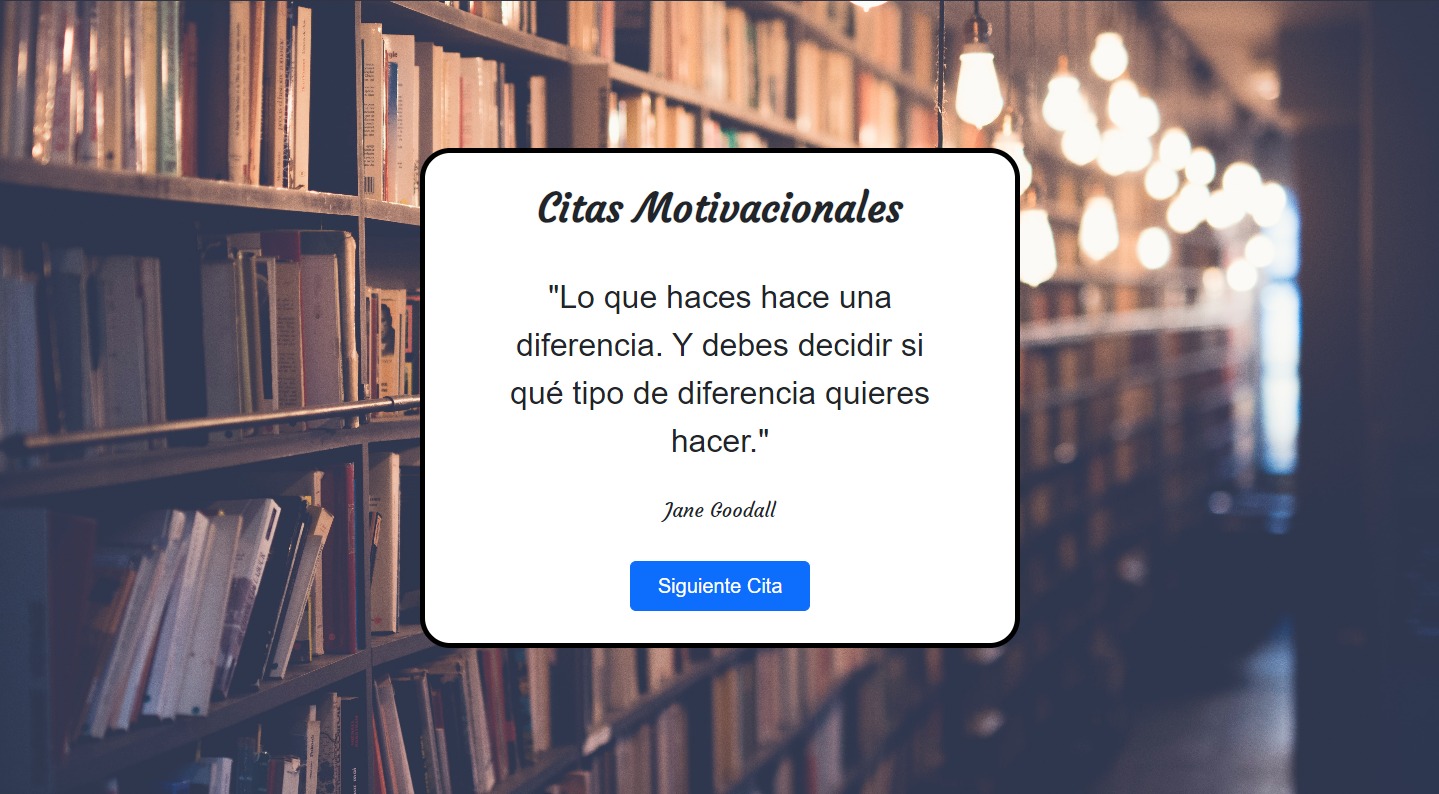 Citas Motivacionales
"Lo que haces hace una
diferencia. Y debes decidir si
qué tipo de diferencia quieres
hacer."
Jane Goodall
Siguiente Cita